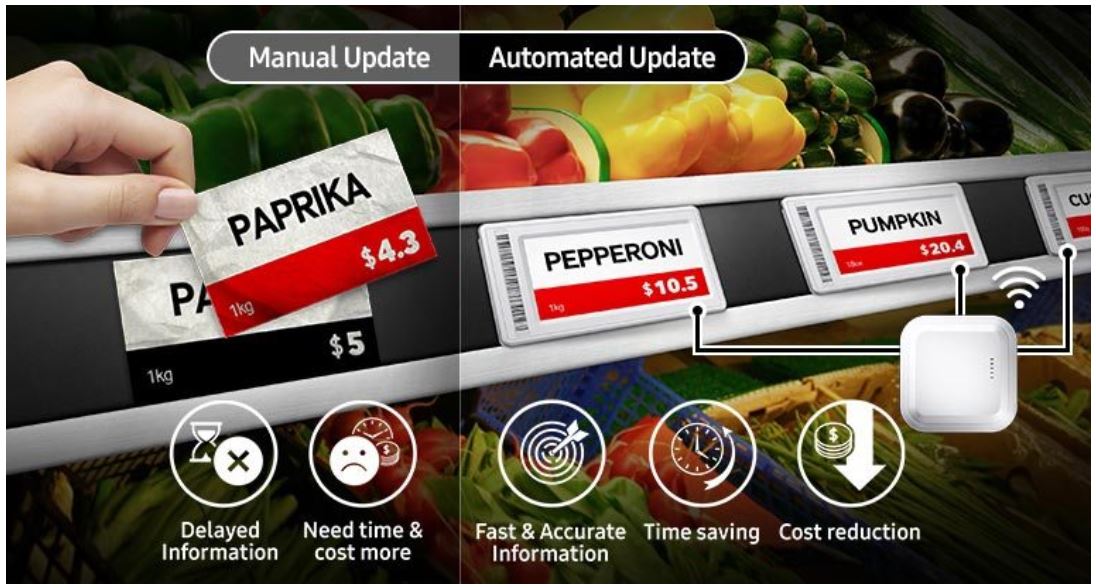 Manual Update
Automated Update
PAPRIKA
$4.3
1kg
PA
$5
1kg
PEPPERONI
$10.5
1kg
PUMPKIN
$20.4
CU
Delayed
Information
Need time &
cost more
Fast & Accurate
Information
Time saving
Cost reduction